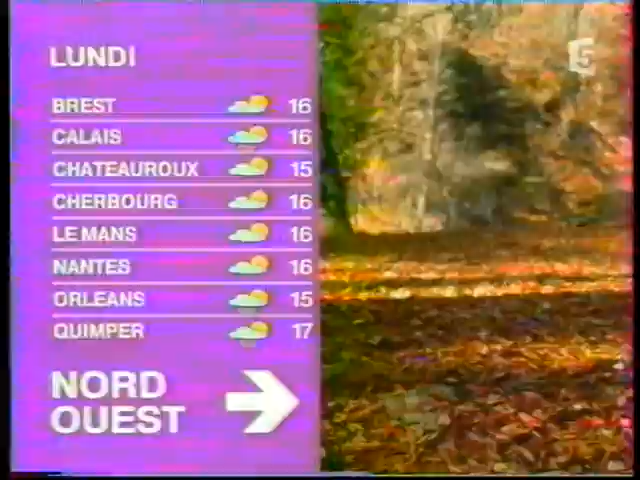 LUNDI
5
BREST 16
CALAIS 16
CHATEAUROUX 15
CHERBOURG 16
LE MANS 16
NANTES 16
ORLEANS 15
QUIMPER 17
NORD
OUEST